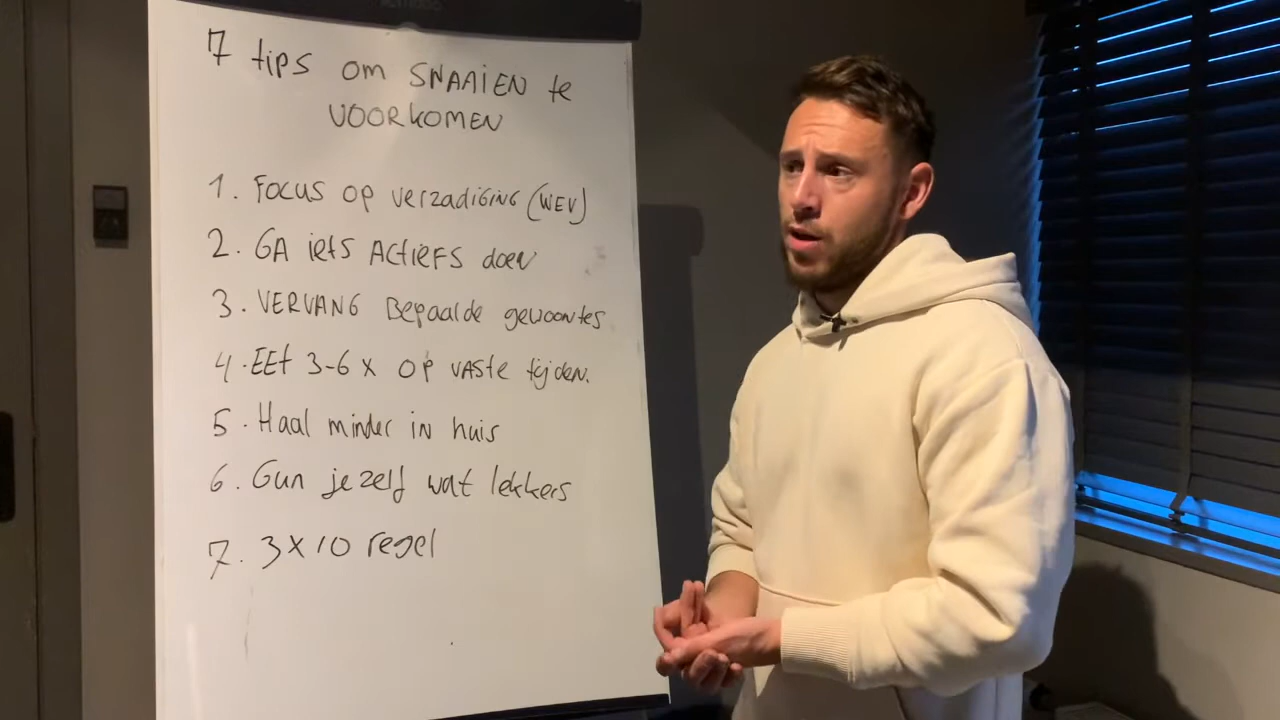 7 tips om SNAAIEN te
VOORKOMEN
1. Focus op verzadiging (WEV)
2. GA iets ACTIEFS doen
3. VERVANG Bepaalde gewoontes
4. EEt 3-6 x op vaste tijden.
5. Haal minder in huis
6. Gun jezelf wat lekkers
7. 3 x 10 regel